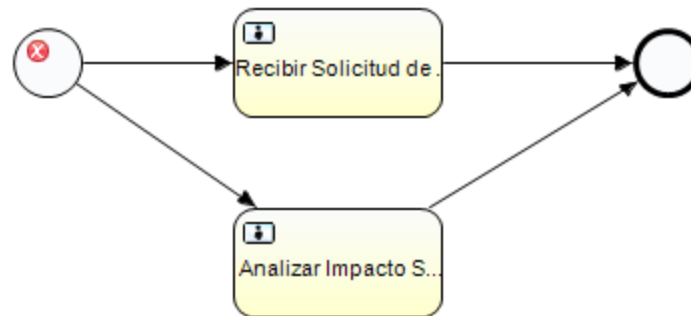 Recibir Solicitud de .
Analizar Impacto S...